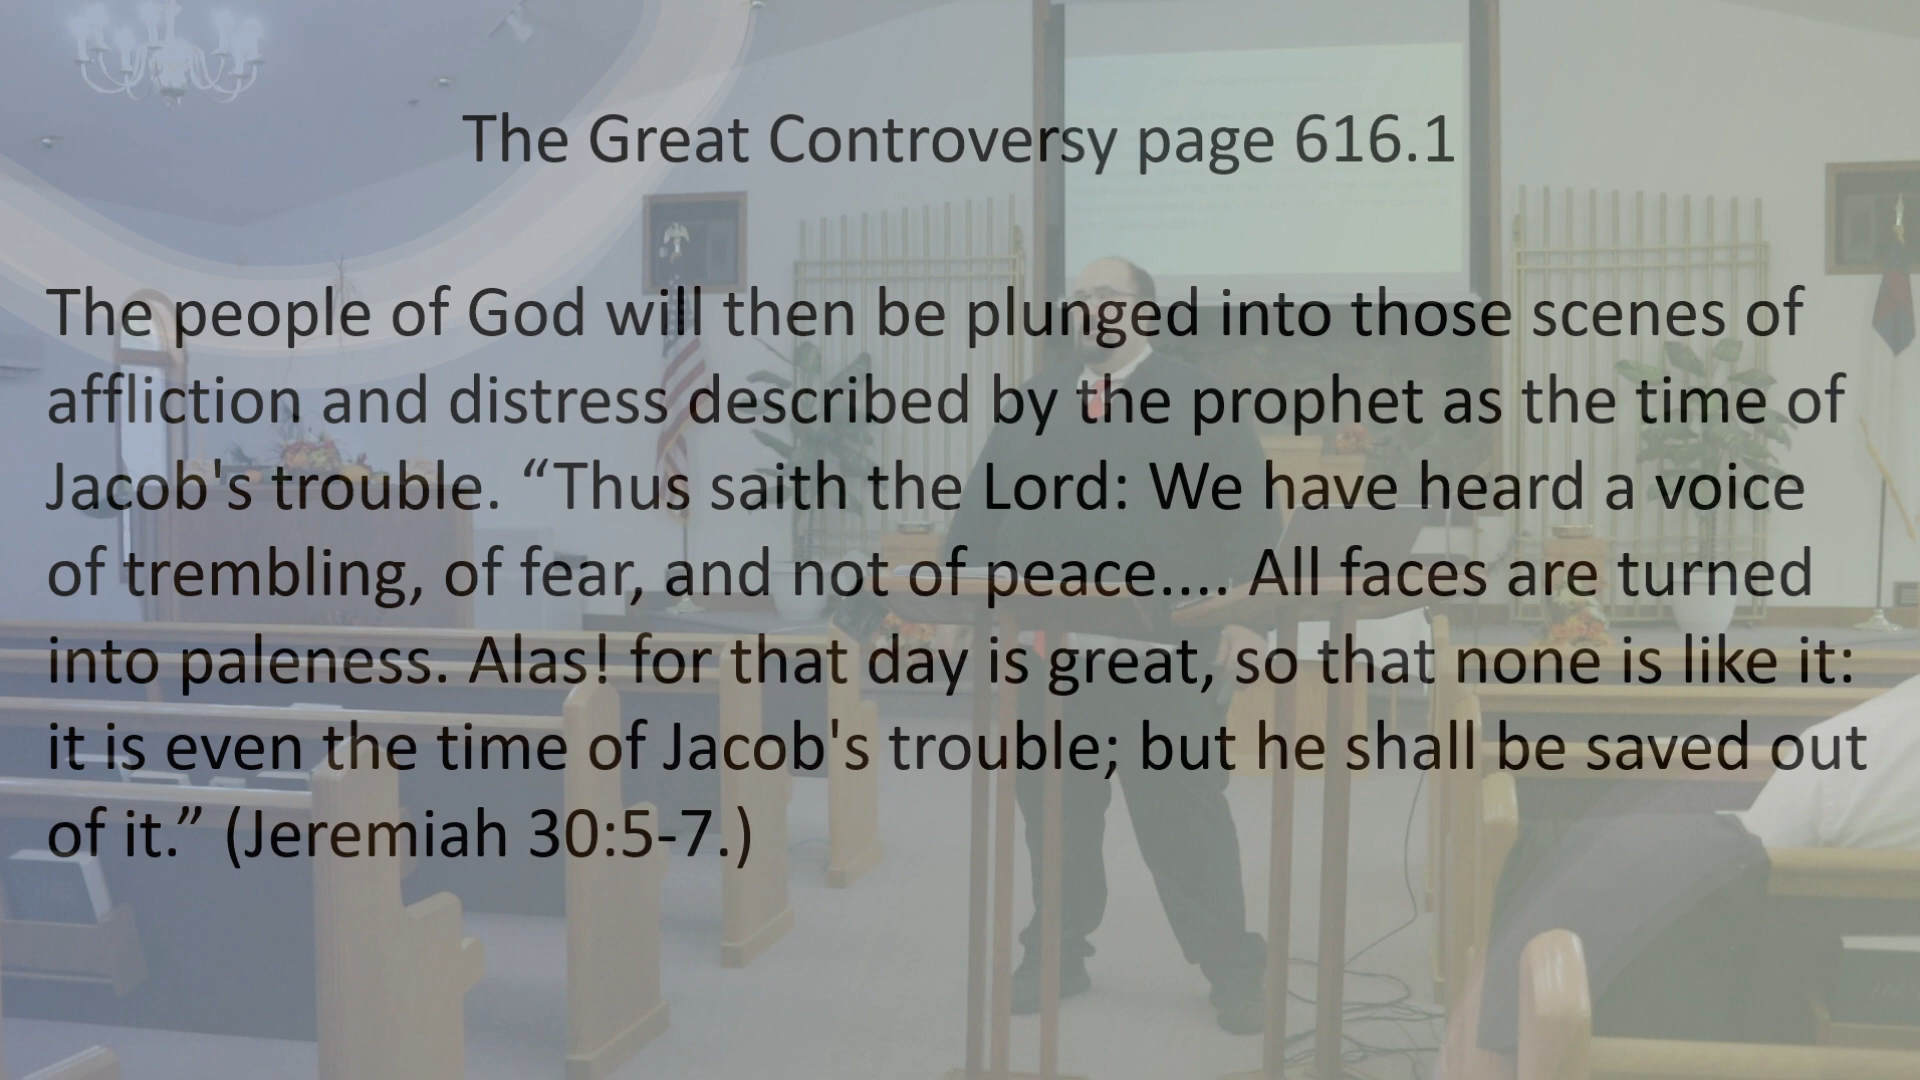 The Great Controversy page 616.1
The people of God will then be plunged into those scenes of
affliction and distress described by the prophet as the time of
Jacob's trouble. “Thus saith the Lord: We have heard a voice
of trembling, of fear, and not of peace.... All faces are turned
into paleness. Alas! for that day is great, so that none is like it:
it is even the time of Jacob's trouble; but he shall be saved out
of it.” (Jeremiah 30:5-7.)